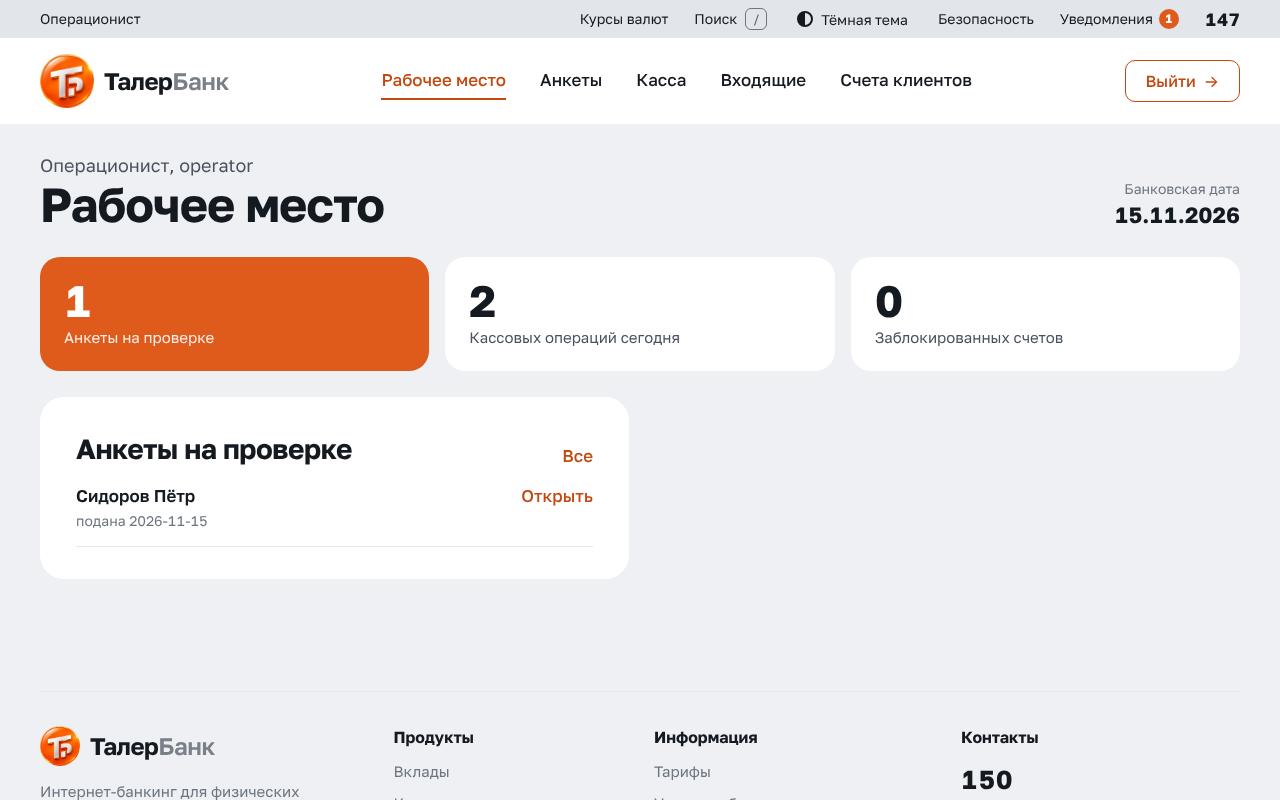 Операционист
Курсы валют
Поиск /
Тёмная тема
Безопасность
Уведомления 1
147
ТалерБанк
Рабочее место
Анкеты
Касса
Входящие
Счета клиентов
Выйти →
Операционист, operator
Рабочее место
Банковская дата
15.11.2026
1
Анкеты на проверке
2
Кассовых операций сегодня
0
Заблокированных счетов
Анкеты на проверке
Все
Сидоров Пётр
Открыть
подана 2026-11-15
ТалерБанк
Интернет-банкинг для физических
Продукты
Вклады
Информация
Тарифы
Контакты
150